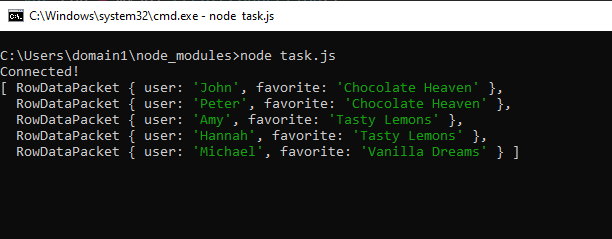 C:\Windows\system32\cmd.exe - node task.js
C:\Users\domain1\node_modules>node task.js
Connected!
[ RowDataPacket { user: 'John', favorite: 'Chocolate Heaven' },
  RowDataPacket { user: 'Peter', favorite: 'Chocolate Heaven' },
  RowDataPacket { user: 'Amy', favorite: 'Tasty Lemons' },
  RowDataPacket { user: 'Hannah', favorite: 'Tasty Lemons' },
  RowDataPacket { user: 'Michael', favorite: 'Vanilla Dreams' } ]